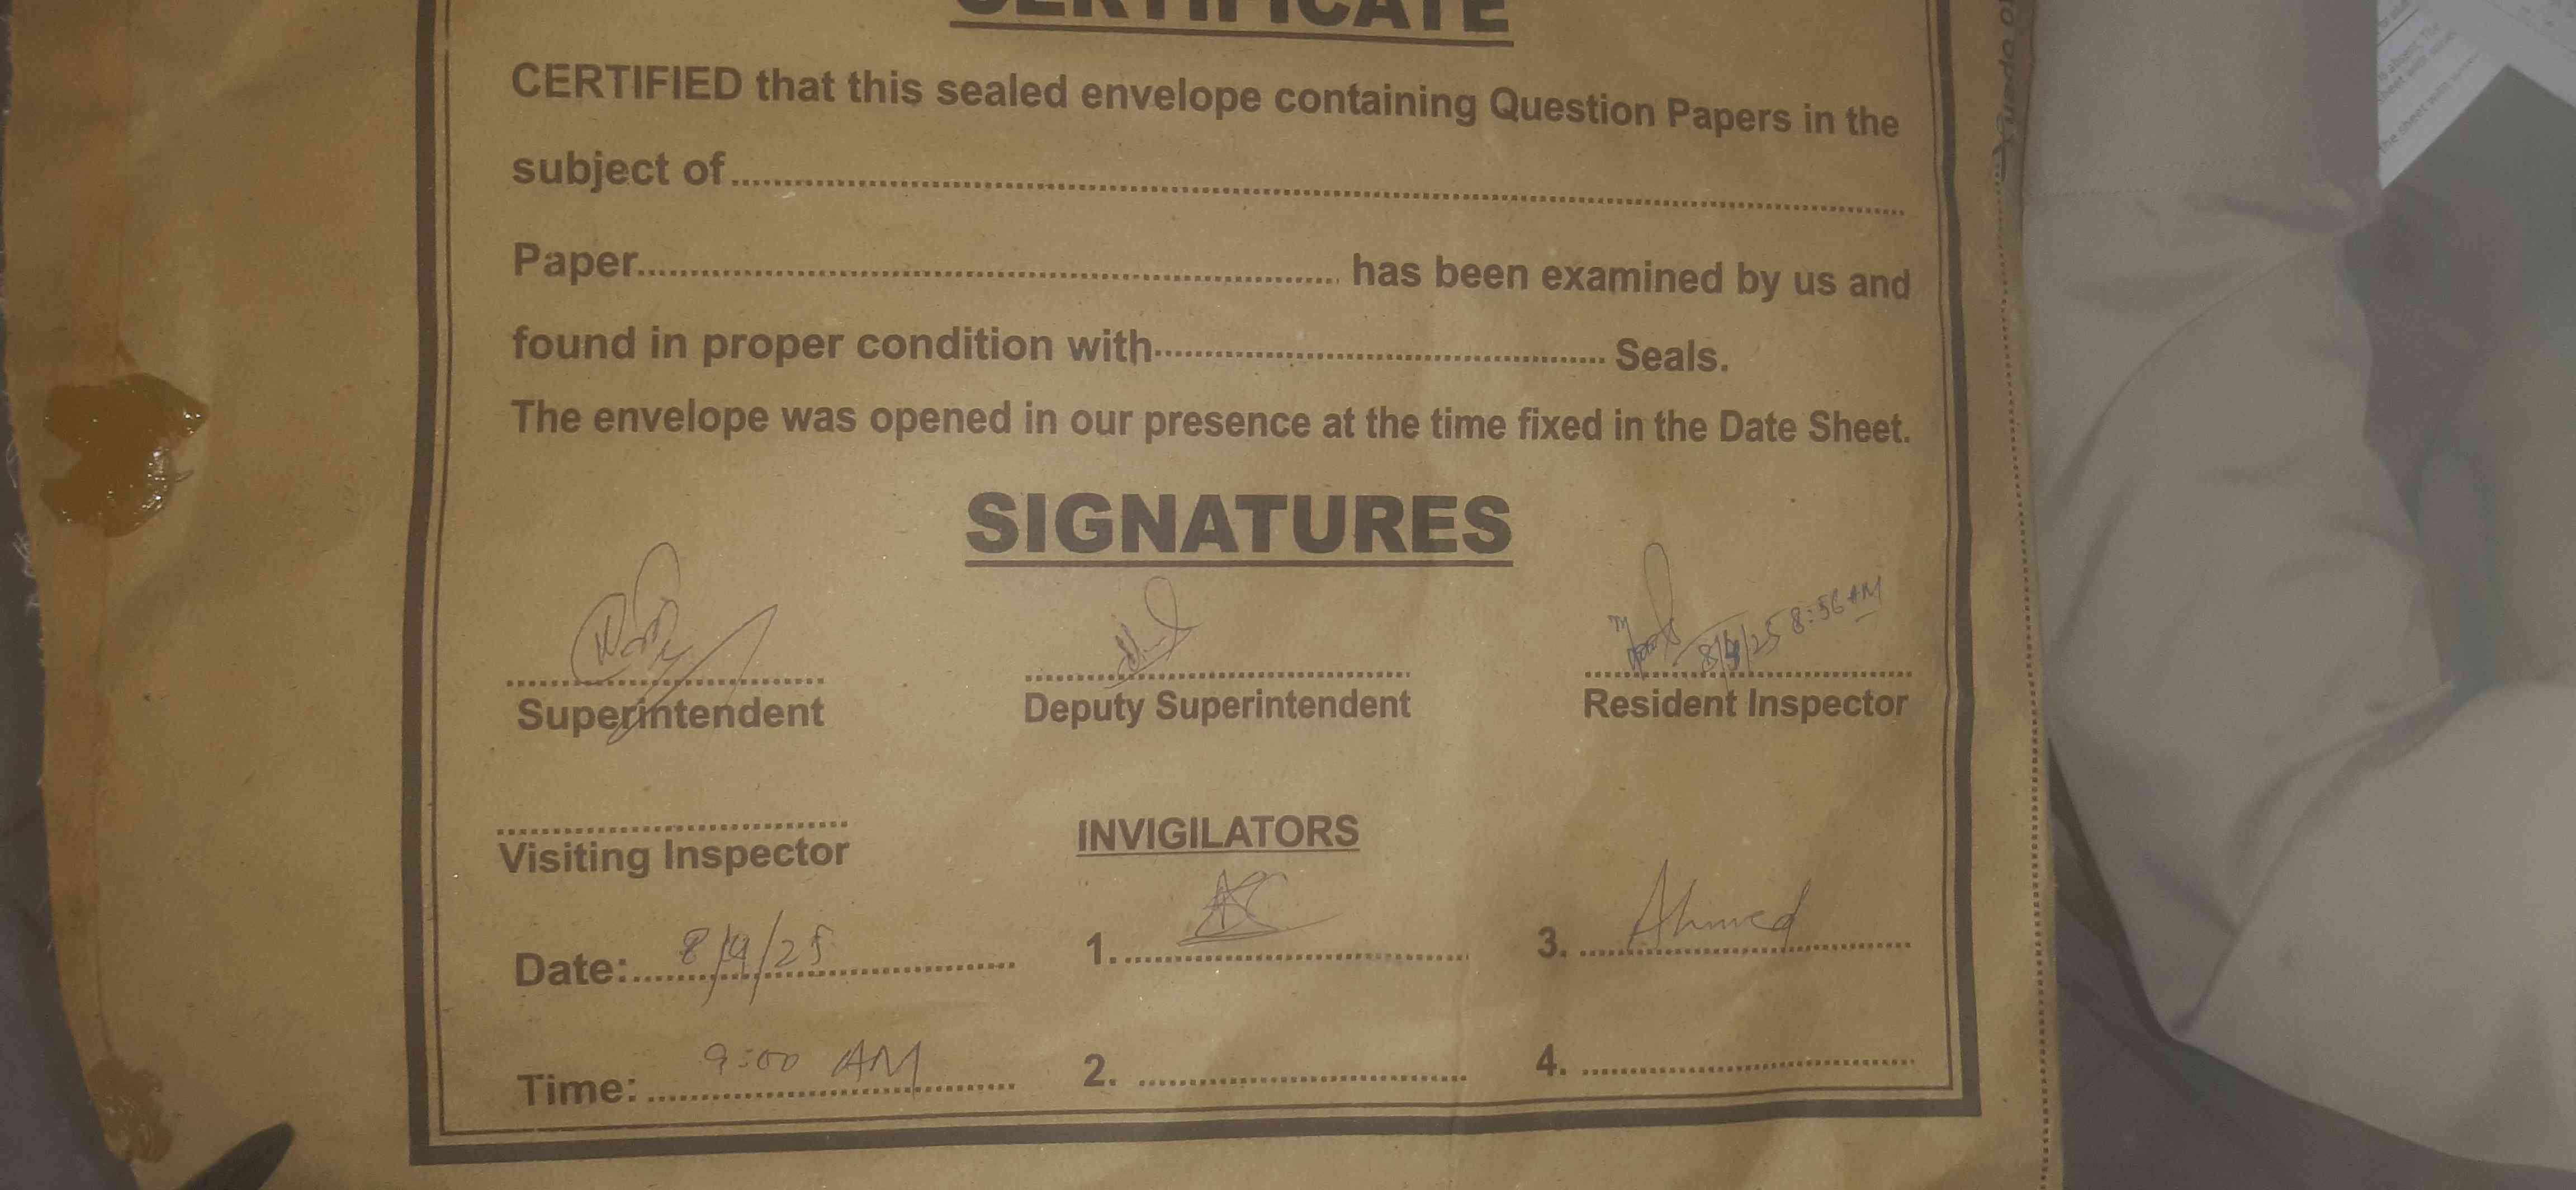 CERTIFICATE
CERTIFIED that this sealed envelope containing Question Papers in the
subject of
Paper has been examined by us and
found in proper condition with Seals.
The envelope was opened in our presence at the time fixed in the Date Sheet.
SIGNATURES
8/9/25 8:56 AM
Superintendent Deputy Superintendent Resident Inspector
Visiting Inspector INVIGILATORS
Date: 8/9/25 1. 3. Ahmed
Time: 9:00 AM 2. 4.